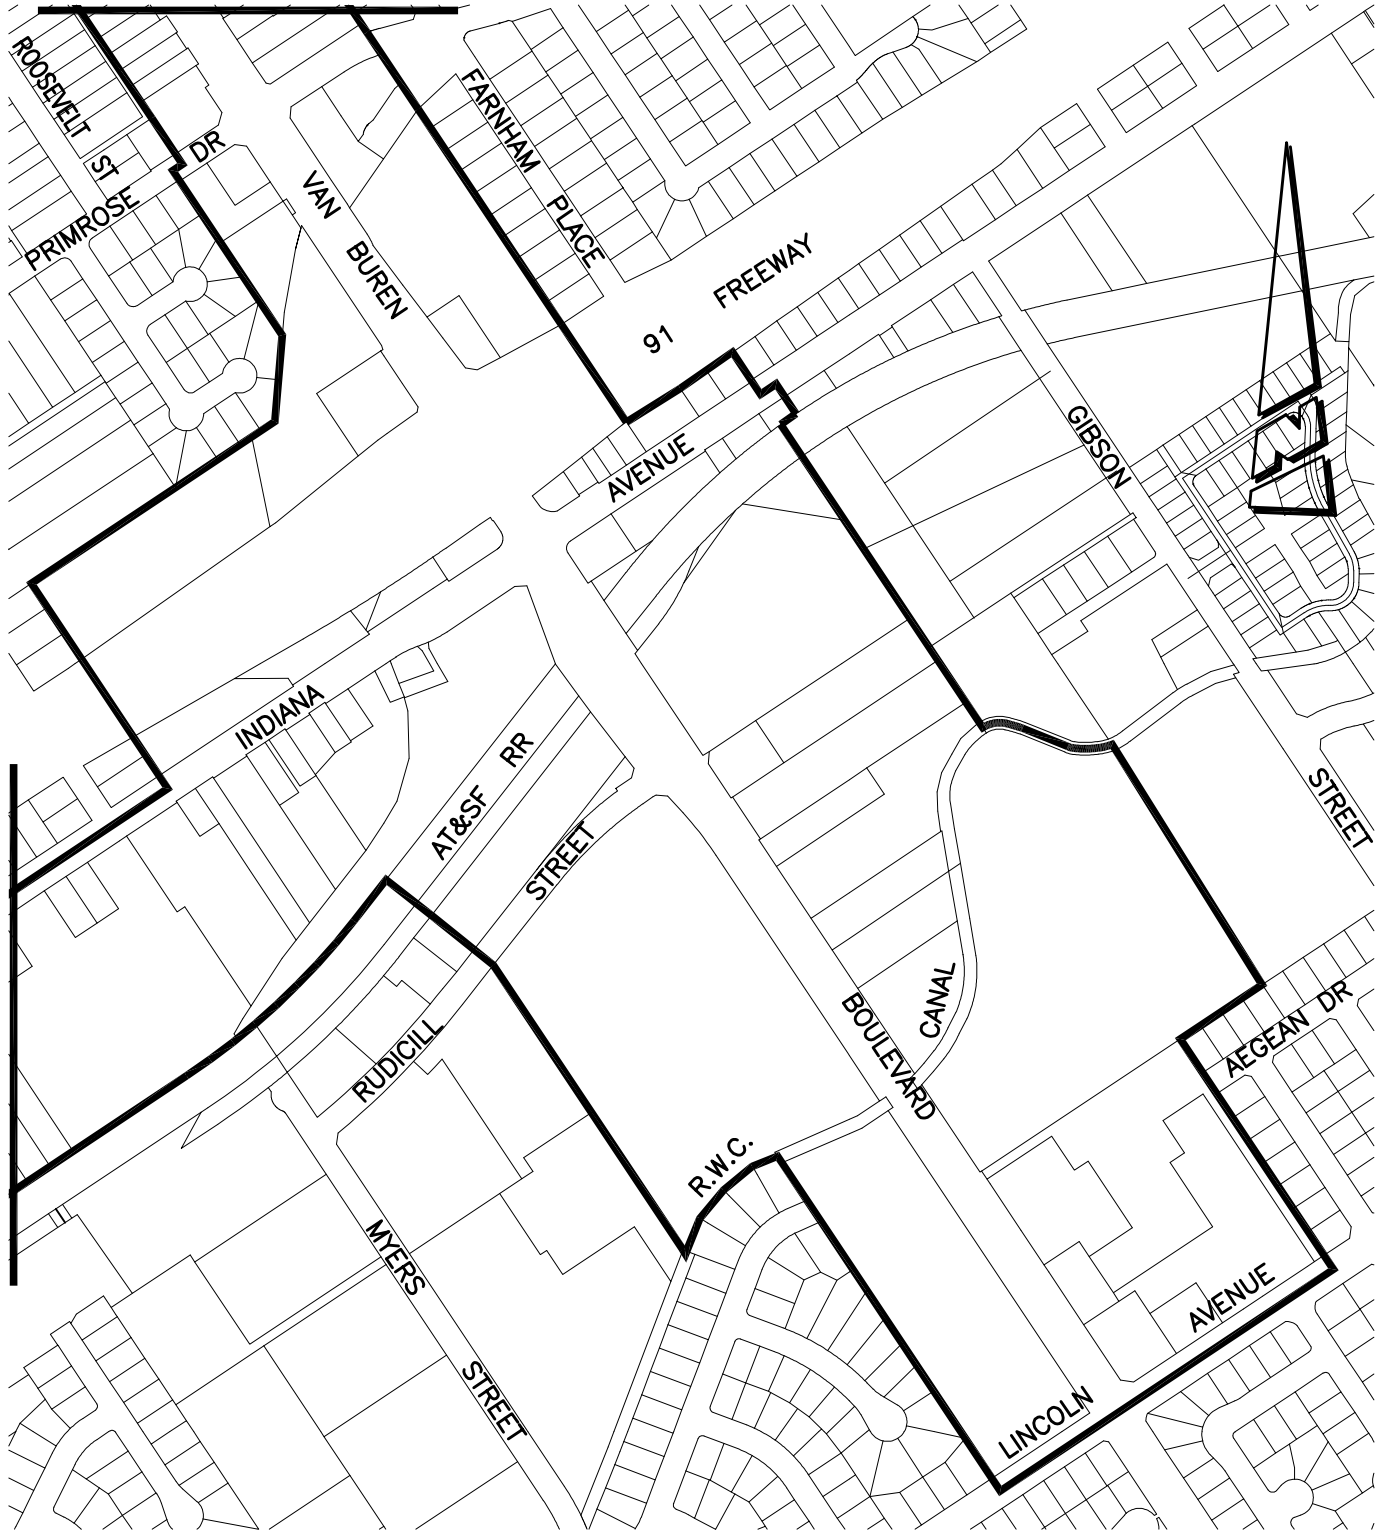 ROOSEVELT ST
PRIMROSE DR
VAN BUREN
FARNHAM PLACE
91 FREEWAY
GIBSON
N
AVENUE
INDIANA
AT&SF RR
STREET
STREET
CANAL
BOULEVARD
AEGEAN DR
RUDICILL
R.W.C.
MYERS
AVENUE
STREET
LINCOLN